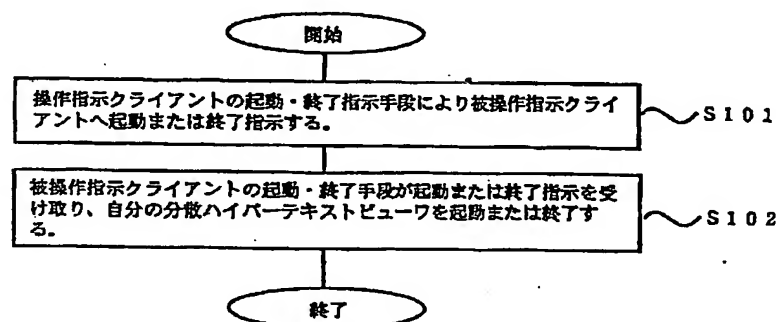 開始
操作指示クライアントの起動・終了指示手段により被操作指示クライ
アントへ起動または終了指示する。
S101
被操作指示クライアントの起動・終了手段が起動または終了指示を受
け取り、自分の分散ハイパーテキストビューワを起動または終了す
る。
S102
終了